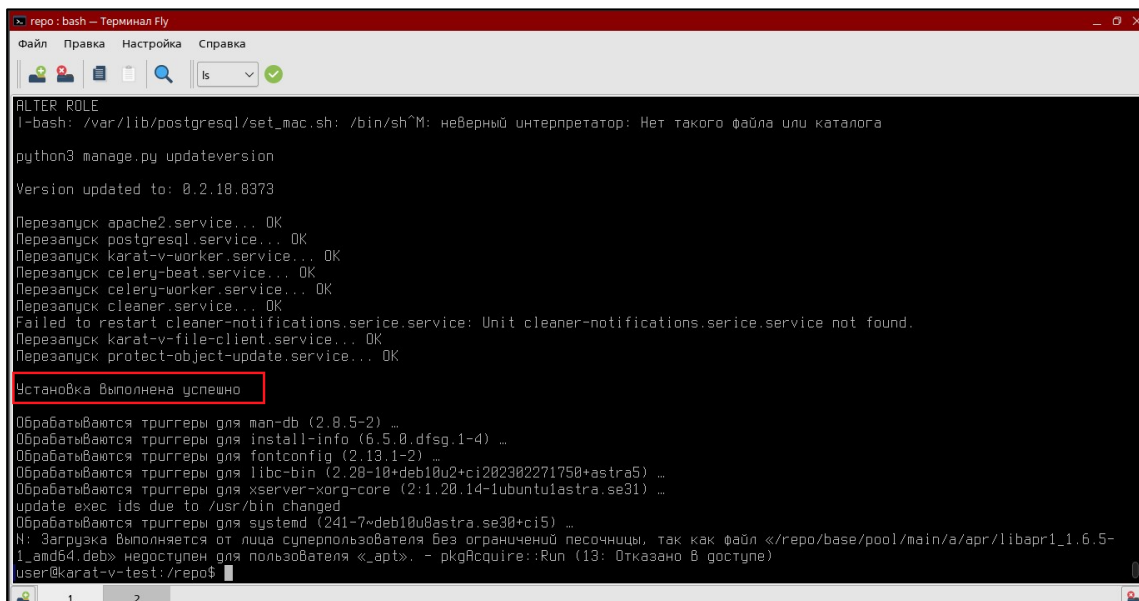 repo : bash — Терминал Fly
Файл Правка Настройка Справка
ls
ALTER ROLE
|-bash: /var/lib/postgresql/set_mac.sh: /bin/sh^M: неверный интерпретатор: Нет такого файла или каталога
python3 manage.py updateversion
Version updated to: 0.2.18.8373
Перезапуск apache2.service... OK
Перезапуск postgresql.service... OK
Перезапуск karat-v-worker.service... OK
Перезапуск celery-beat.service... OK
Перезапуск celery-worker.service... OK
Перезапуск cleaner.service... OK
Failed to restart cleaner-notifications.serice.service: Unit cleaner-notifications.serice.service not found.
Перезапуск karat-v-file-client.service... OK
Перезапуск protect-object-update.service... OK
Установка выполнена успешно
Обрабатываются триггеры для man-db (2.8.5-2) …
Обрабатываются триггеры для install-info (6.5.0.dfsg.1-4) …
Обрабатываются триггеры для fontconfig (2.13.1-2) …
Обрабатываются триггеры для libc-bin (2.28-10+deb10u2+ci202302271750+astra5) …
Обрабатываются триггеры для xserver-xorg-core (2:1.20.14-1ubuntu1astra.se31) …
update exec ids due to /usr/bin changed
Обрабатываются триггеры для systemd (241-7~deb10u8astra.se30+ci5) …
N: Загрузка выполняется от лица суперпользователя без ограничений песочницы, так как файл «/repo/base/pool/main/a/apr/libapr1_1.6.5-
1_amd64.deb» недоступен для пользователя «_apt». - pkgAcquire::Run (13: Отказано в доступе)
user@karat-v-test:/repo$
1 2